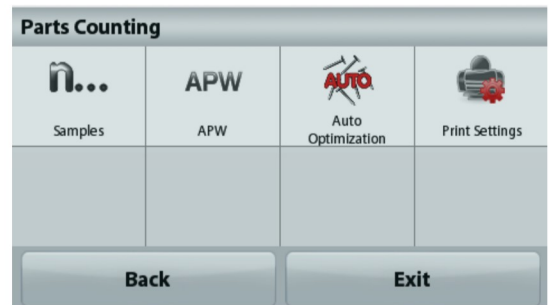 Parts Counting
n...
APW
AUTO
Samples
APW
Auto
Optimization
Print Settings
Back
Exit